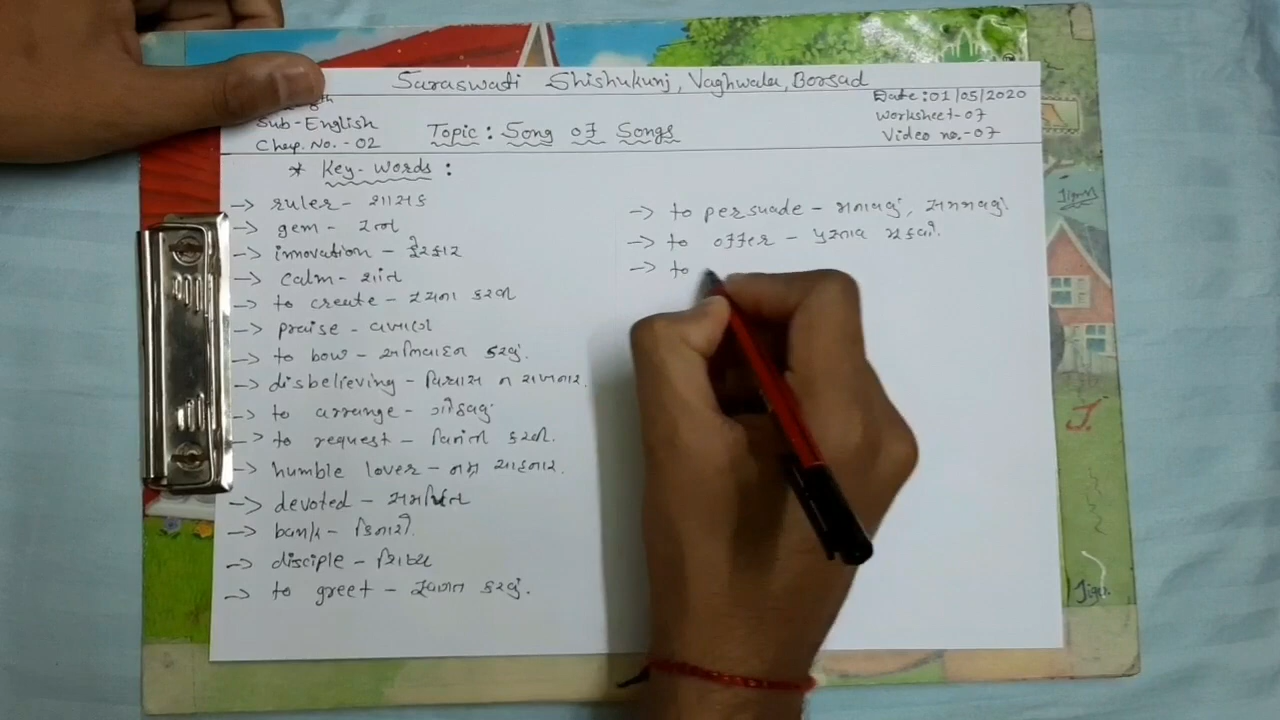 Saraswati Shishukunj, Vaghwala, Borsad
Sub-English
Chap. No. - 02
Topic: Song of Songs
Date: 01/05/2020
Worksheet-07
Video no.-07
* Key-Words :
-> ruler - શાસક
-> gem - રત્ન
-> innovation - ફેરફાર
-> calm - શાંત
-> to create - રચના કરવી
-> praise - વખાણ
-> to bow - અભિવાદન કરવું.
-> disbelieving - વિશ્વાસ ન રાખનાર.
-> to arrange - ગોઠવવું
-> to request - વિનંતી કરવી.
-> humble lover - નમ્ર ચાહનાર.
-> devoted - સમર્પિત
-> bank - કિનારો.
-> disciple - શિષ્ય
-> to greet - સ્વાગત કરવું.
-> to persuade - મનાવવું, સમજાવવું
-> to offer - પ્રસ્તાવ મૂકવો.
-> to
Jignes
J.
Jigu.